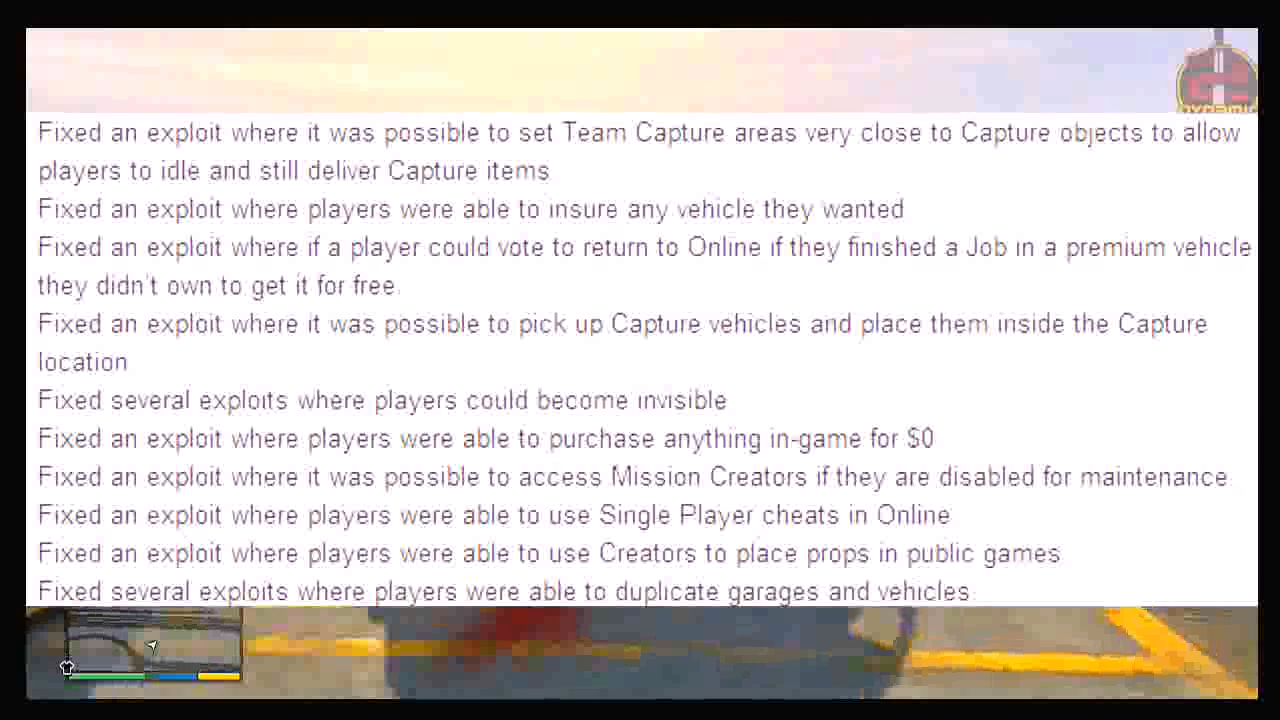 DYNAMIC
Fixed an exploit where it was possible to set Team Capture areas very close to Capture objects to allow
players to idle and still deliver Capture items
Fixed an exploit where players were able to insure any vehicle they wanted
Fixed an exploit where if a player could vote to return to Online if they finished a Job in a premium vehicle
they didn't own to get it for free.
Fixed an exploit where it was possible to pick up Capture vehicles and place them inside the Capture
location
Fixed several exploits where players could become invisible
Fixed an exploit where players were able to purchase anything in-game for $0
Fixed an exploit where it was possible to access Mission Creators if they are disabled for maintenance
Fixed an exploit where players were able to use Single Player cheats in Online
Fixed an exploit where players were able to use Creators to place props in public games
Fixed several exploits where players were able to duplicate garages and vehicles